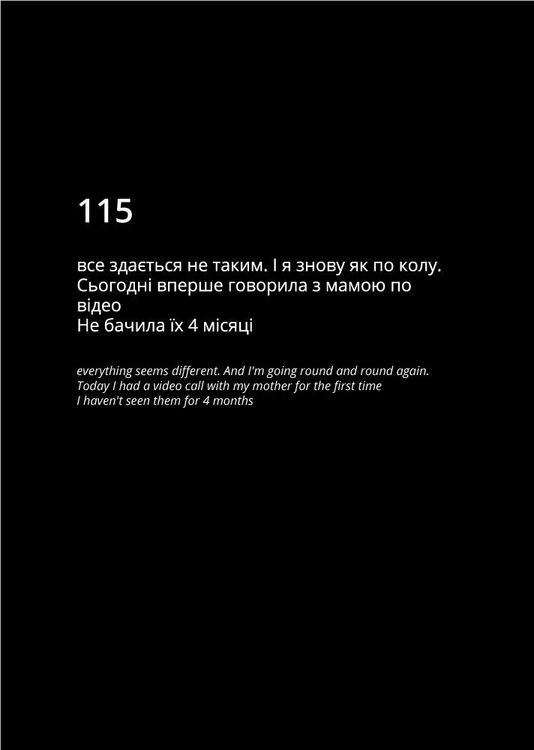 115
все здається не таким. І я знову як по колу.
Сьогодні вперше говорила з мамою по
відео
Не бачила їх 4 місяці
everything seems different. And I'm going round and round again.
Today I had a video call with my mother for the first time
I haven't seen them for 4 months